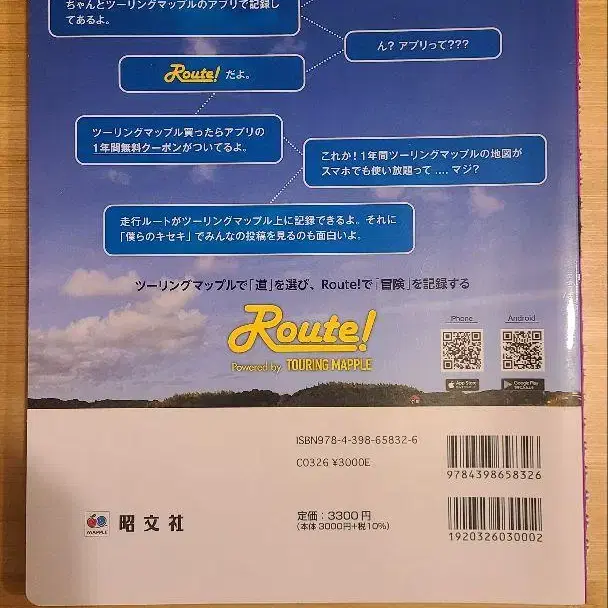 ちゃんとツーリングマップルのアプリで記録し
てあるよ。
ん？アプリって???
Route! だよ。
ツーリングマップル買ったらアプリの
1年間無料クーポンがついてるよ。
これか！1年間ツーリングマップルの地図が
スマホでも使い放題って .... マジ？
走行ルートがツーリングマップル上に記録できるよ。それに
「僕らのキセキ」でみんなの投稿を見るのも面白いよ。
ツーリングマップルで「道」を選び、Route!で「冒険」を記録する
Route!
Powered by TOURING MAPPLE
iPhone
Android
App Store
Google Play
ISBN978-4-398-65832-6
C0326 ¥3000E
9784398658326
定価：3300円
(本体3000円+税10%)
1920326030002
MAPPLE
昭文社